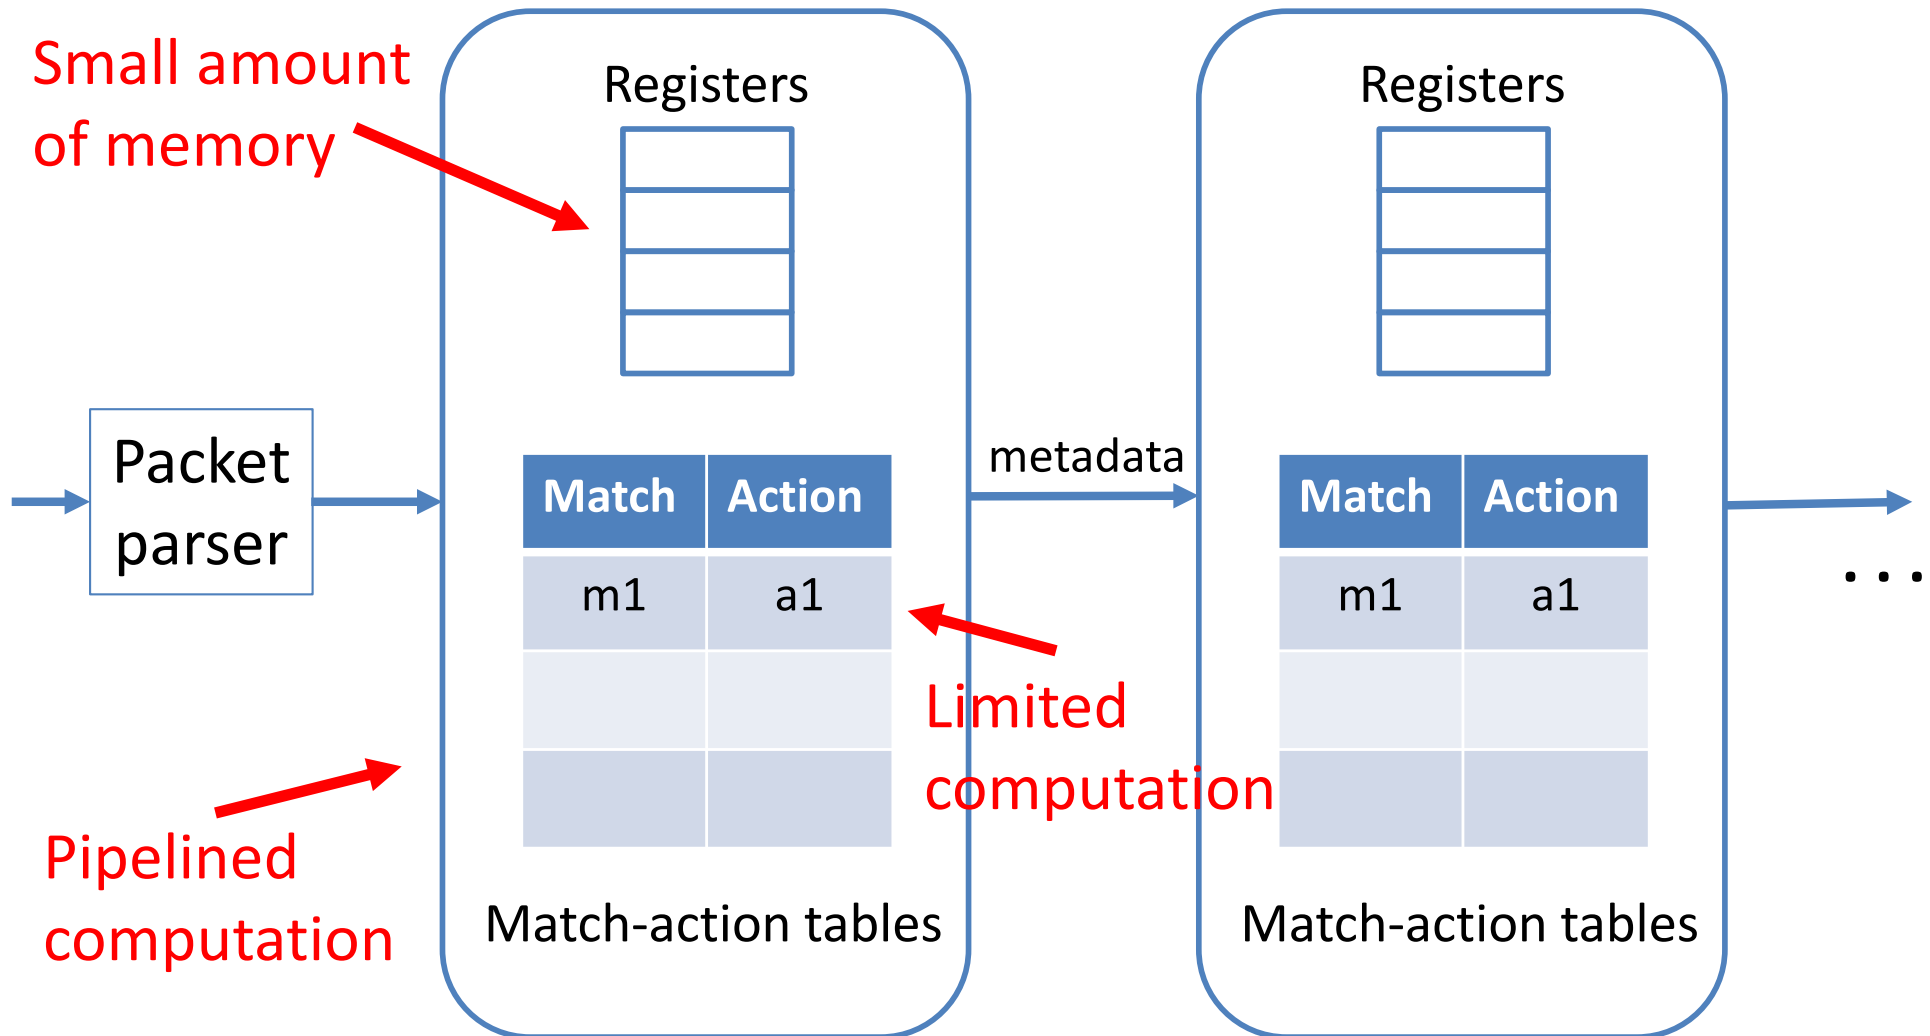 Small amount
of memory
Registers
Registers
Packet
parser
metadata
Match Action
m1 a1
Match Action
m1 a1
. . .
Limited
computation
Pipelined
computation
Match-action tables
Match-action tables